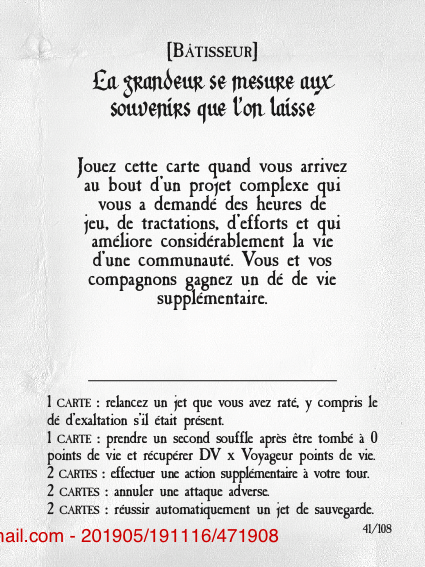 [Bâtisseur]
La grandeur se mesure aux
souvenirs que l'on laisse
Jouez cette carte quand vous arrivez
au bout d'un projet complexe qui
vous a demandé des heures de
jeu, de tractations, d'efforts et qui
améliore considérablement la vie
d'une communauté. Vous et vos
compagnons gagnez un dé de vie
supplémentaire.
1 CARTE : relancez un jet que vous avez raté, y compris le
dé d'exaltation s'il était présent.
1 CARTE : prendre un second souffle après être tombé à 0
points de vie et récupérer DV x Voyageur points de vie.
2 CARTES : effectuer une action supplémentaire à votre tour.
2 CARTES : annuler une attaque adverse.
2 CARTES : réussir automatiquement un jet de sauvegarde.
41/108
mail.com - 201905/191116/471908